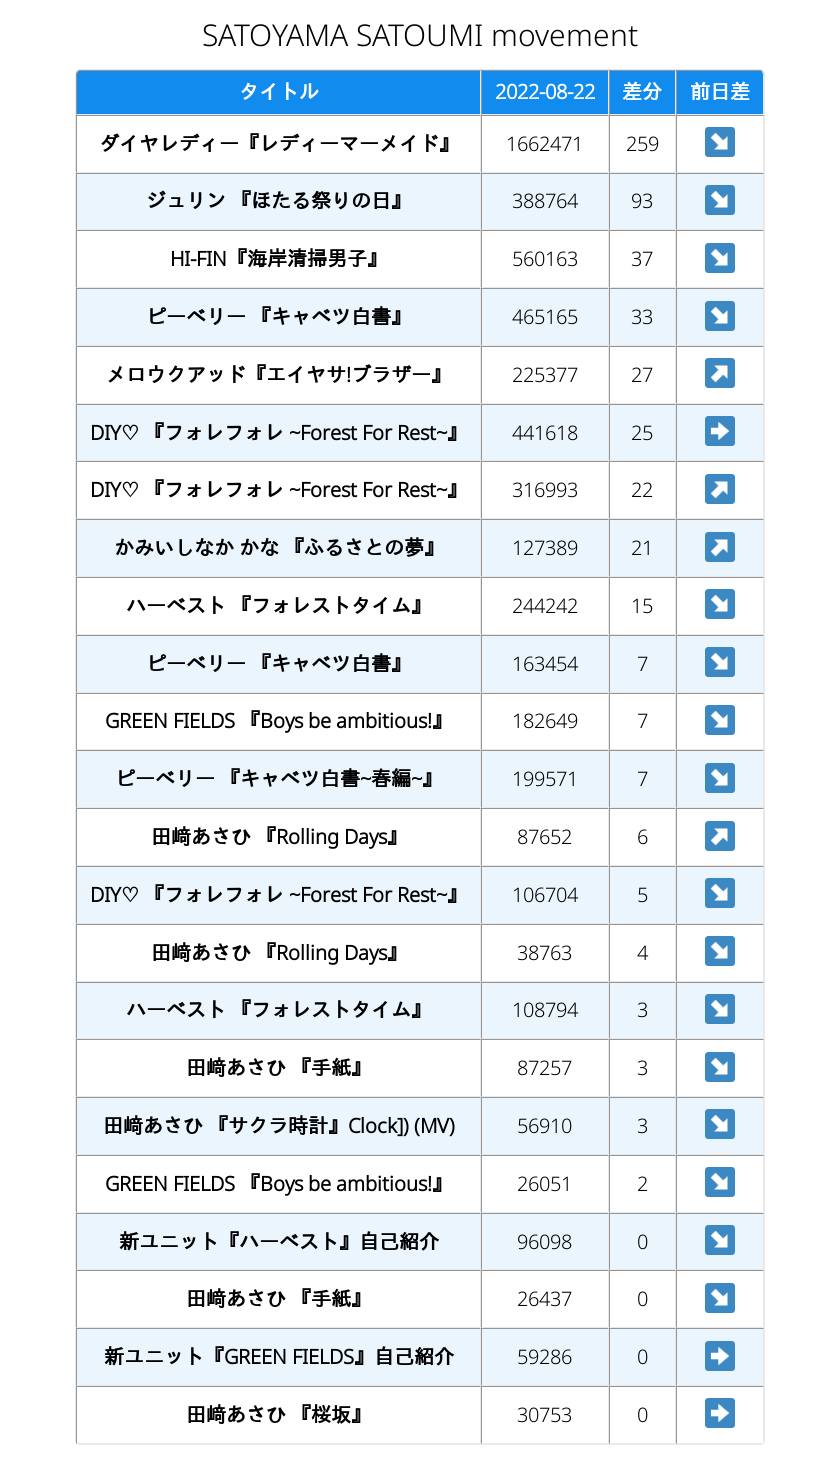 SATOYAMA SATOUMI movement
タイトル 2022-08-22 差分 前日差
ダイヤレディー『レディーマーメイド』 1662471 259 ↘
ジュリン 『ほたる祭りの日』 388764 93 ↘
HI-FIN『海岸清掃男子』 560163 37 ↘
ピーベリー 『キャベツ白書』 465165 33 ↘
メロウクアッド『エイヤサ!ブラザー』 225377 27 ↗
DIY♡ 『フォレフォレ ~Forest For Rest~』 441618 25 ➡
DIY♡ 『フォレフォレ ~Forest For Rest~』 316993 22 ↗
かみいしなか かな 『ふるさとの夢』 127389 21 ↗
ハーベスト 『フォレストタイム』 244242 15 ↘
ピーベリー 『キャベツ白書』 163454 7 ↘
GREEN FIELDS 『Boys be ambitious!』 182649 7 ↘
ピーベリー 『キャベツ白書~春編~』 199571 7 ↘
田﨑あさひ 『Rolling Days』 87652 6 ↗
DIY♡ 『フォレフォレ ~Forest For Rest~』 106704 5 ↘
田﨑あさひ 『Rolling Days』 38763 4 ↘
ハーベスト 『フォレストタイム』 108794 3 ↘
田﨑あさひ 『手紙』 87257 3 ↘
田﨑あさひ 『サクラ時計』Clock]) (MV) 56910 3 ↘
GREEN FIELDS 『Boys be ambitious!』 26051 2 ↘
新ユニット『ハーベスト』自己紹介 96098 0 ↘
田﨑あさひ 『手紙』 26437 0 ↘
新ユニット『GREEN FIELDS』自己紹介 59286 0 ➡
田﨑あさひ 『桜坂』 30753 0 ➡